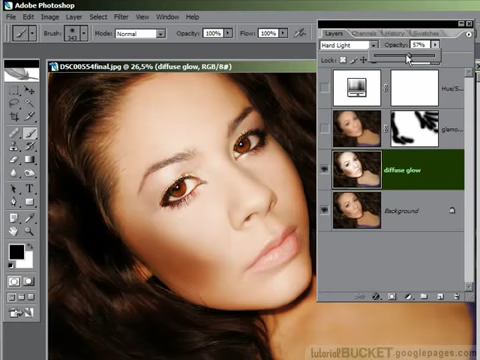 Adobe Photoshop
File Edit Image Layer Select Filter View Window Help
Brush: 343 Mode: Normal Opacity: 100% Flow: 100%
DSC00554final.jpg @ 26,5% (diffuse glow, RGB/8#)
Layers Channels History Swatches
Hard Light Opacity: 57%
Lock:
Hue/S...
glamo...
diffuse glow
Background
tutorialBUCKET.googlepages.com